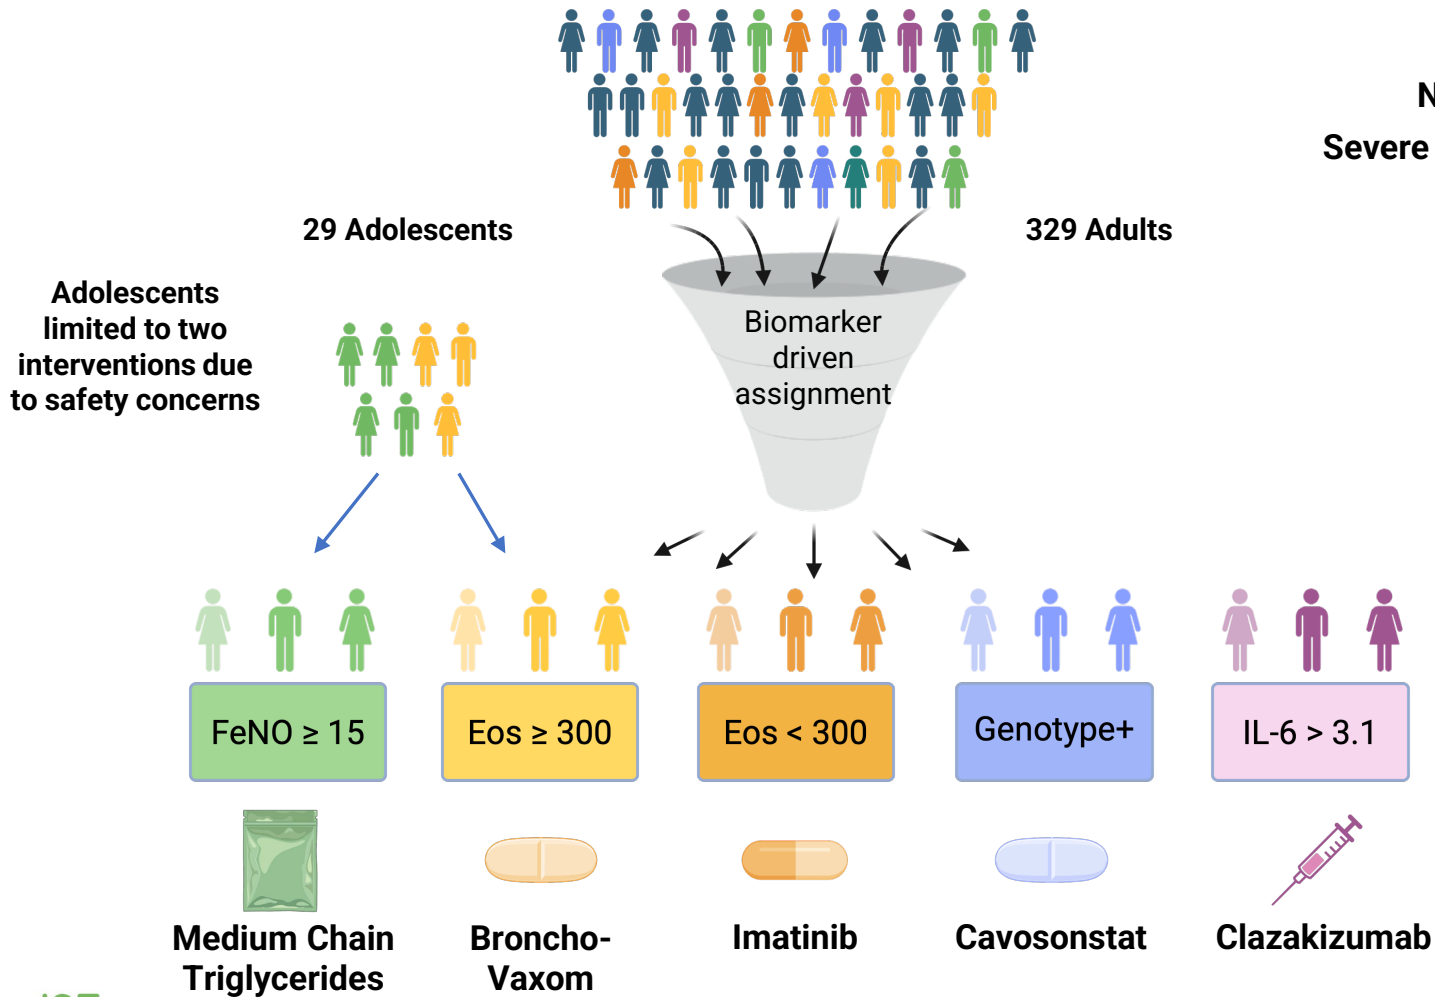 N
Severe
29 Adolescents
329 Adults
Adolescents
limited to two
interventions due
to safety concerns
Biomarker
driven
assignment
FeNO ≥ 15
Eos ≥ 300
Eos < 300
Genotype+
IL-6 > 3.1
Medium Chain
Triglycerides
Broncho-
Vaxom
Imatinib
Cavosonstat
Clazakizumab